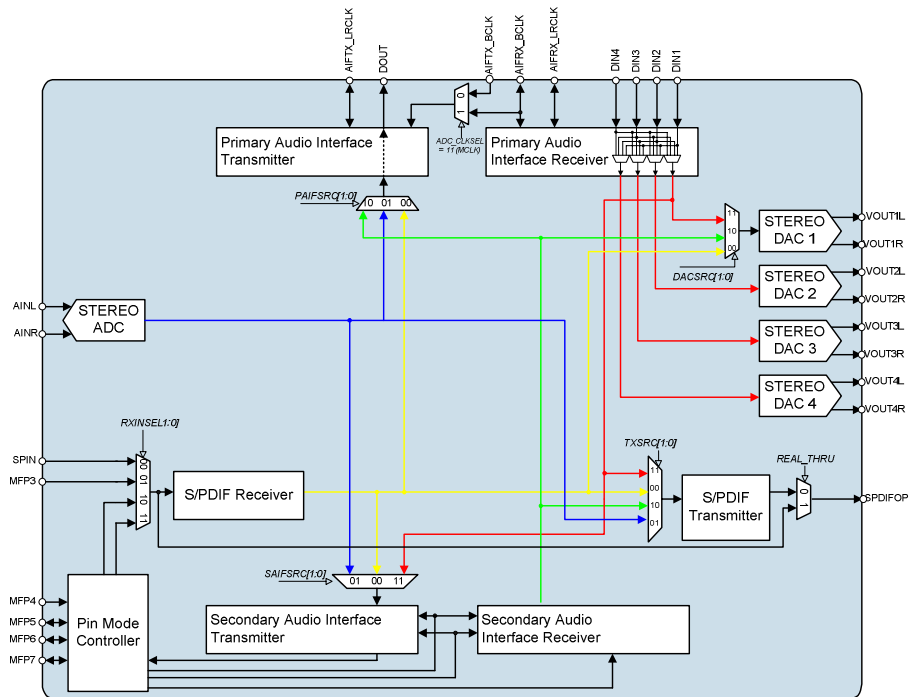 AIFTX_LRCLK
DOUT
AIFTX_BCLK
AIFRX_BCLK
AIFRX_LRCLK
DIN4
DIN3
DIN2
DIN1
0
1
Primary Audio Interface
Transmitter
ADC_CLKSEL
= 11 (MCLK)
Primary Audio
Interface Receiver
PAIFSRC[1:0]
10 01 00
11
10
00
DACSRC[1:0]
STEREO
DAC 1
VOUT1L
VOUT1R
STEREO
DAC 2
VOUT2L
VOUT2R
STEREO
DAC 3
VOUT3L
VOUT3R
STEREO
DAC 4
VOUT4L
VOUT4R
AINL
AINR
STEREO
ADC
RXINSEL1:0]
SPIN
MFP3
00
01
10
11
S/PDIF Receiver
TXSRC[1:0]
11
00
10
01
S/PDIF
Transmitter
REAL_THRU
0
1
SPDIFOP
SAIFSRC[1:0]
01 00 11
MFP4
MFP5
MFP6
MFP7
Pin Mode
Controller
Secondary Audio Interface
Transmitter
Secondary Audio
Interface Receiver